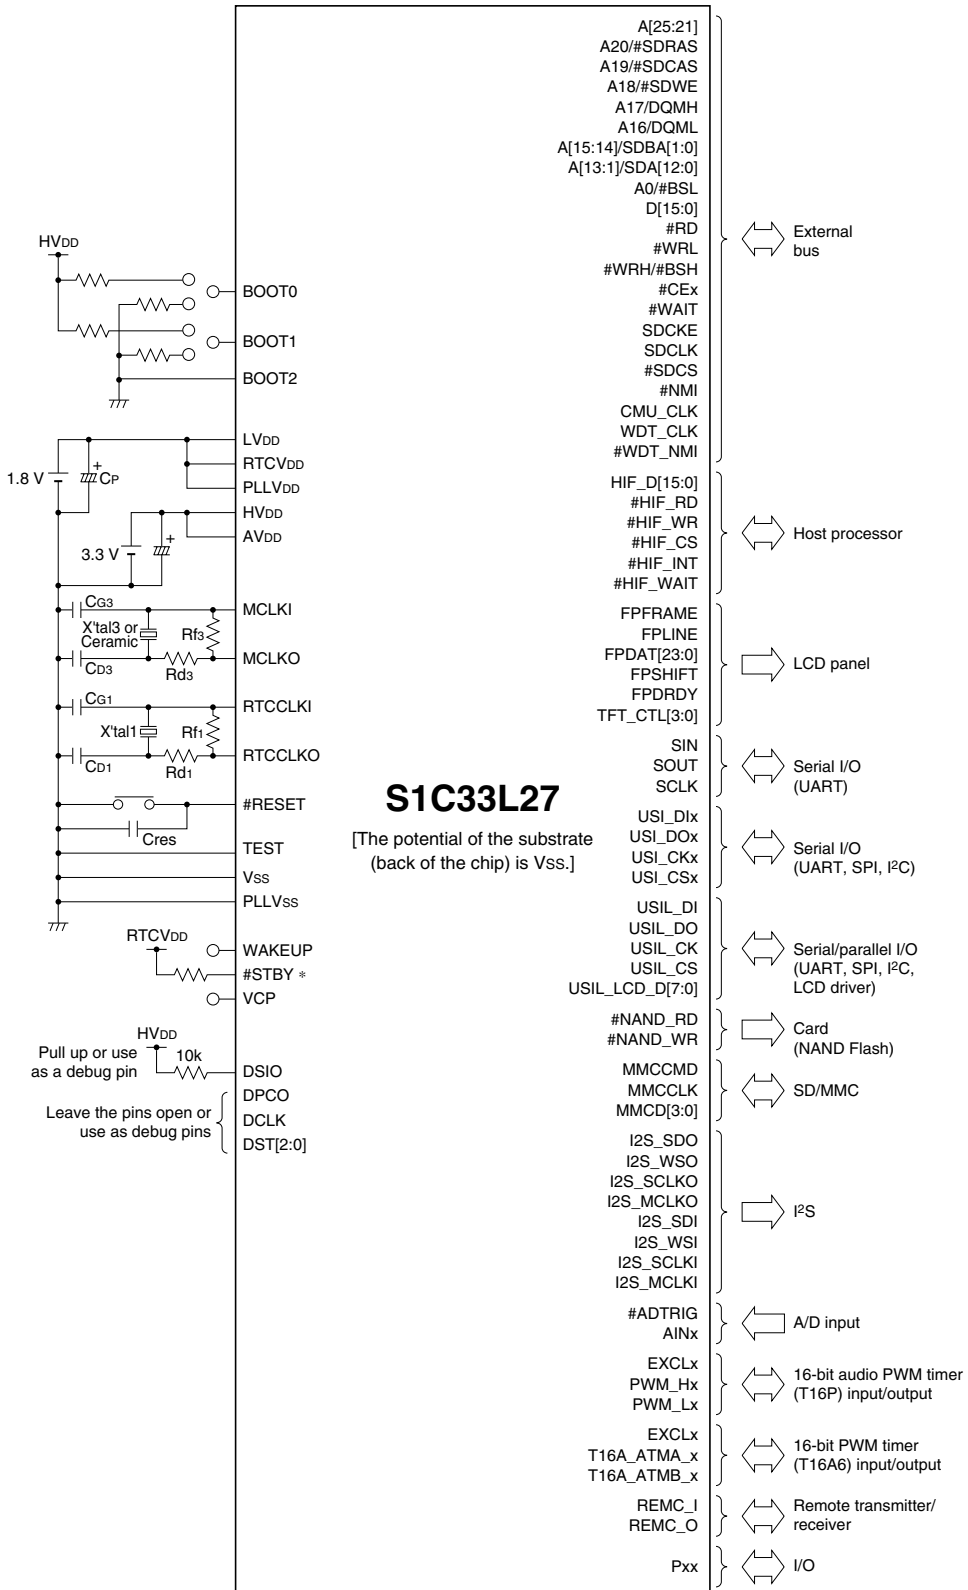 HVDD
BOOT0
BOOT1
BOOT2
1.8 V
+
CP
LVDD
RTCVDD
PLLVDD
3.3 V
+
HVDD
AVDD
CG3
X'tal3 or
Ceramic
CD3
Rf3
Rd3
MCLKI
MCLKO
CG1
X'tal1
CD1
Rf1
Rd1
RTCCLKI
RTCCLKO
Cres
#RESET
TEST
VSS
PLLVSS
RTCVDD
WAKEUP
#STBY *
VCP
HVDD
Pull up or use
as a debug pin
10k
DSIO
Leave the pins open or
use as debug pins
DPCO
DCLK
DST[2:0]
S1C33L27
[The potential of the substrate
(back of the chip) is VSS.]
A[25:21]
A20/#SDRAS
A19/#SDCAS
A18/#SDWE
A17/DQMH
A16/DQML
A[15:14]/SDBA[1:0]
A[13:1]/SDA[12:0]
A0/#BSL
D[15:0]
#RD
#WRL
#WRH/#BSH
#CEx
#WAIT
SDCKE
SDCLK
#SDCS
#NMI
CMU_CLK
WDT_CLK
#WDT_NMI
External
bus
HIF_D[15:0]
#HIF_RD
#HIF_WR
#HIF_CS
#HIF_INT
#HIF_WAIT
Host processor
FPFRAME
FPLINE
FPDAT[23:0]
FPSHIFT
FPDRDY
TFT_CTL[3:0]
LCD panel
SIN
SOUT
SCLK
Serial I/O
(UART)
USI_DIx
USI_DOx
USI_CKx
USI_CSx
Serial I/O
(UART, SPI, I2C)
USIL_DI
USIL_DO
USIL_CK
USIL_CS
USIL_LCD_D[7:0]
Serial/parallel I/O
(UART, SPI, I2C,
LCD driver)
#NAND_RD
#NAND_WR
Card
(NAND Flash)
MMCCMD
MMCCLK
MMCD[3:0]
SD/MMC
I2S_SDO
I2S_WSO
I2S_SCLKO
I2S_MCLKO
I2S_SDI
I2S_WSI
I2S_SCLKI
I2S_MCLKI
I2S
#ADTRIG
AINx
A/D input
EXCLx
PWM_Hx
PWM_Lx
16-bit audio PWM timer
(T16P) input/output
EXCLx
T16A_ATMA_x
T16A_ATMB_x
16-bit PWM timer
(T16A6) input/output
REMC_I
REMC_O
Remote transmitter/
receiver
Pxx
I/O